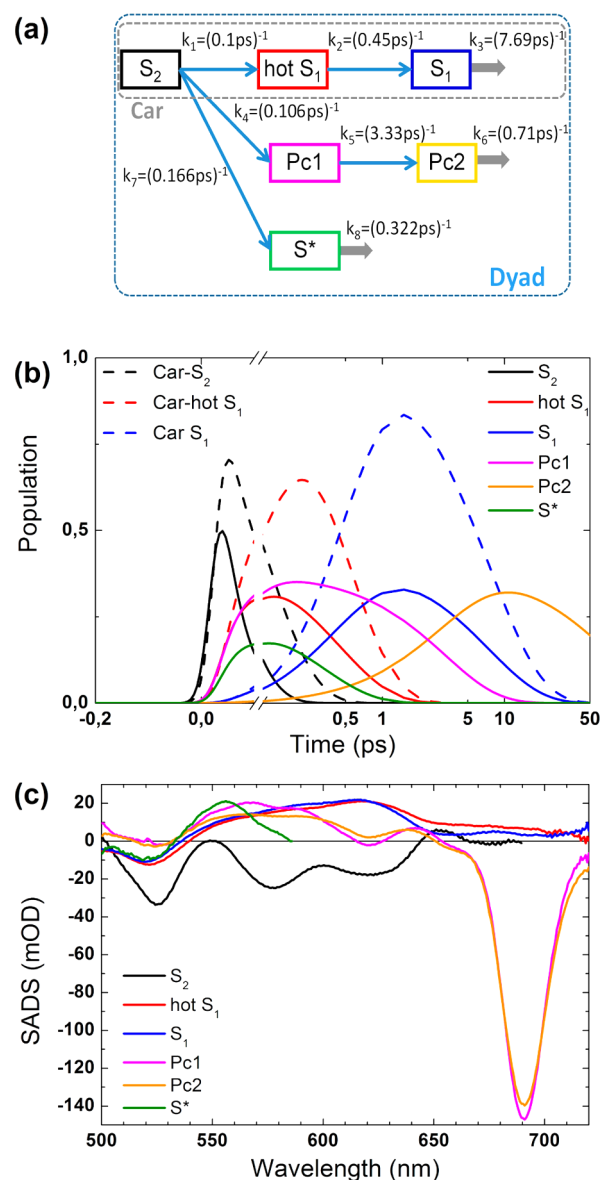 (a)
k1=(0.1ps)-1 k2=(0.45ps)-1 k3=(7.69ps)-1
S2 hot S1 S1
Car
k4=(0.106ps)-1
k5=(3.33ps)-1 k6=(0.71ps)-1
Pc1 Pc2
k7=(0.166ps)-1
k8=(0.322ps)-1
S*
Dyad
(b)
1,0
0,5
0,0
Population
Car-S2
Car-hot S1
Car S1
S2
hot S1
S1
Pc1
Pc2
S*
-0,2 0,0 0,5 1 5 10 50
Time (ps)
(c)
20
0
-20
-40
-60
-80
-100
-120
-140
SADS (mOD)
S2
hot S1
S1
Pc1
Pc2
S*
500 550 600 650 700
Wavelength (nm)